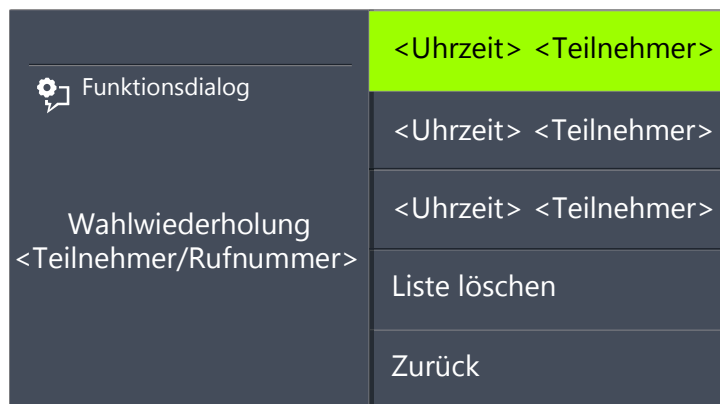 Funktionsdialog
Wahlwiederholung
<Teilnehmer/Rufnummer>
<Uhrzeit> <Teilnehmer>
<Uhrzeit> <Teilnehmer>
<Uhrzeit> <Teilnehmer>
Liste löschen
Zurück